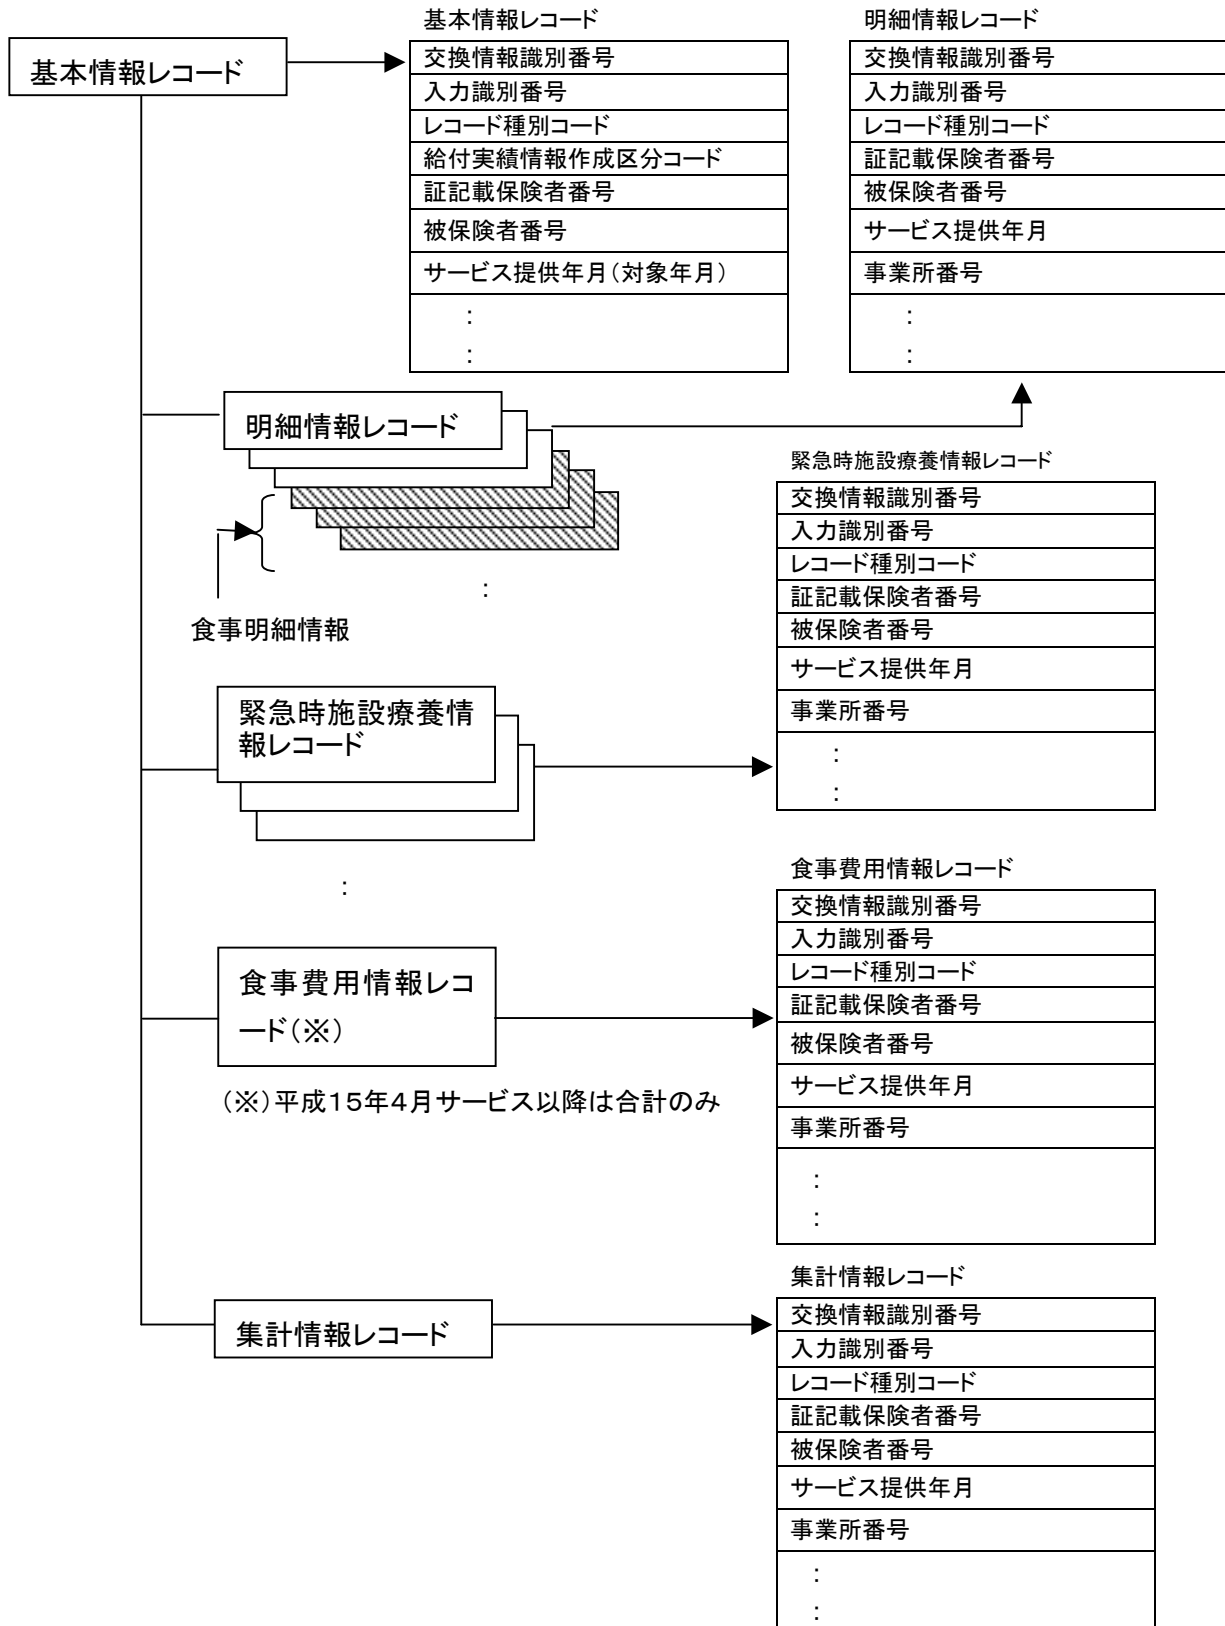 基本情報レコード
基本情報レコード
交換情報識別番号
入力識別番号
レコード種別コード
給付実績情報作成区分コード
証記載保険者番号
被保険者番号
サービス提供年月(対象年月)
:
:
明細情報レコード
交換情報識別番号
入力識別番号
レコード種別コード
証記載保険者番号
被保険者番号
サービス提供年月
事業所番号
:
:
明細情報レコード
:
食事明細情報
緊急時施設療養情報レコード
交換情報識別番号
入力識別番号
レコード種別コード
証記載保険者番号
被保険者番号
サービス提供年月
事業所番号
:
:
緊急時施設療養情
報レコード
:
食事費用情報レコード
交換情報識別番号
入力識別番号
レコード種別コード
証記載保険者番号
被保険者番号
サービス提供年月
事業所番号
:
:
食事費用情報レコ
ード(※)
(※)平成15年4月サービス以降は合計のみ
集計情報レコード
集計情報レコード
交換情報識別番号
入力識別番号
レコード種別コード
証記載保険者番号
被保険者番号
サービス提供年月
事業所番号
:
: